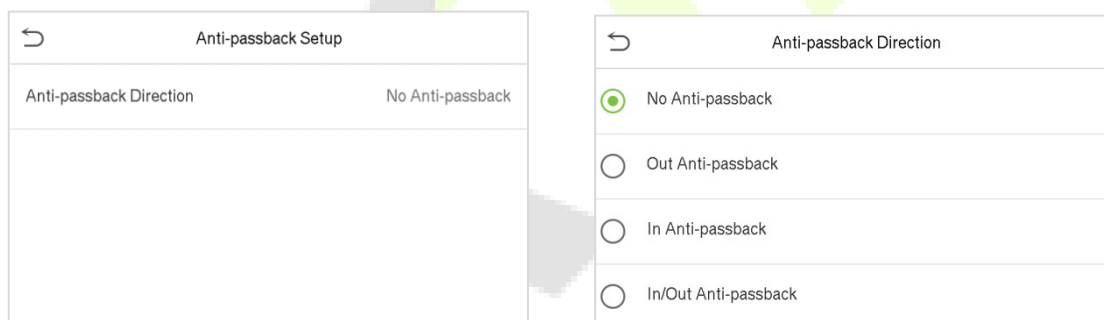 Anti-passback Setup
Anti-passback Direction No Anti-passback
Anti-passback Direction
No Anti-passback
Out Anti-passback
In Anti-passback
In/Out Anti-passback